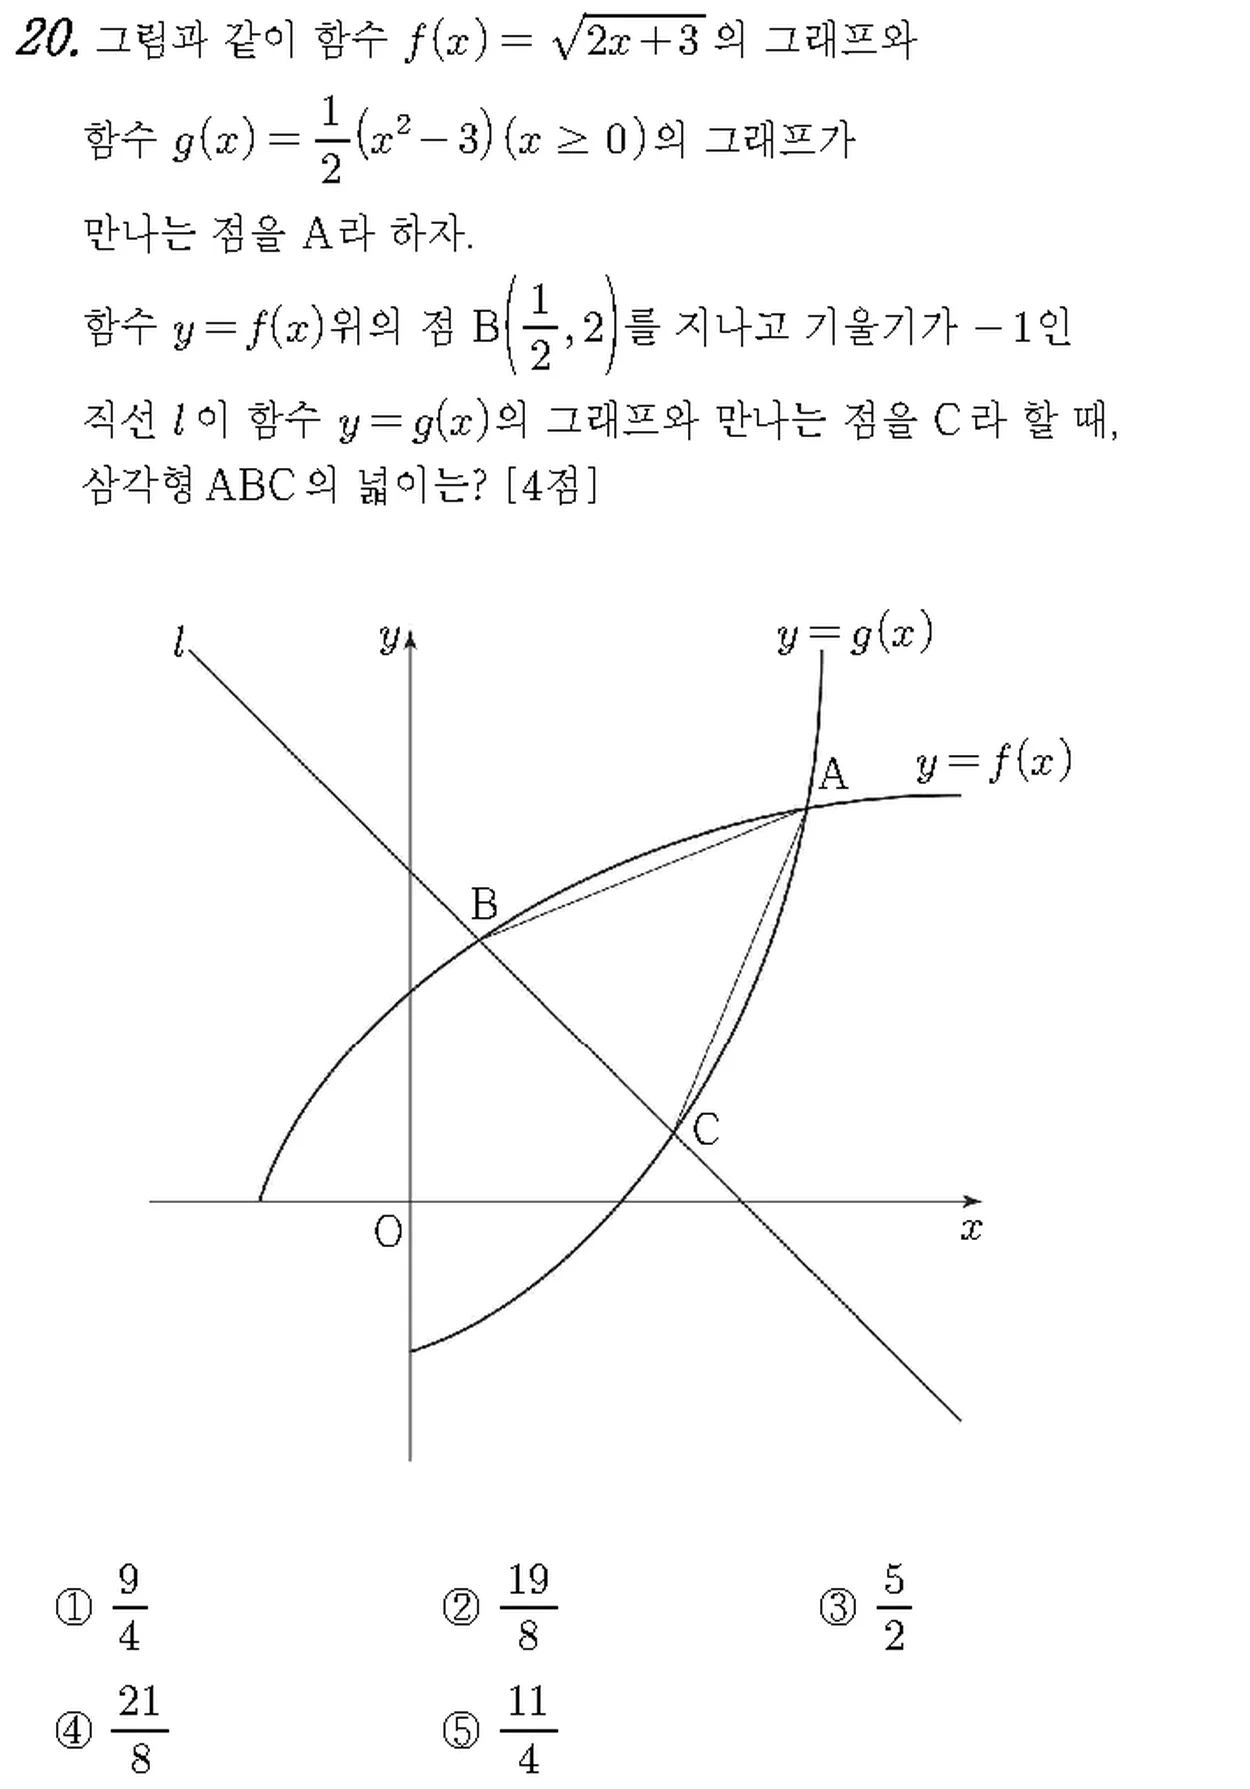 20. 그림과 같이 함수 f(x) = √(2x+3) 의 그래프와
함수 g(x) = 1/2(x² − 3)(x ≥ 0)의 그래프가
만나는 점을 A라 하자.
함수 y = f(x)위의 점 B(1/2, 2)를 지나고 기울기가 −1인
직선 l이 함수 y = g(x)의 그래프와 만나는 점을 C라 할 때,
삼각형 ABC의 넓이는? [4점]
l
y
y = g(x)
A
y = f(x)
B
C
O
x
① 9/4 ② 19/8 ③ 5/2
④ 21/8 ⑤ 11/4